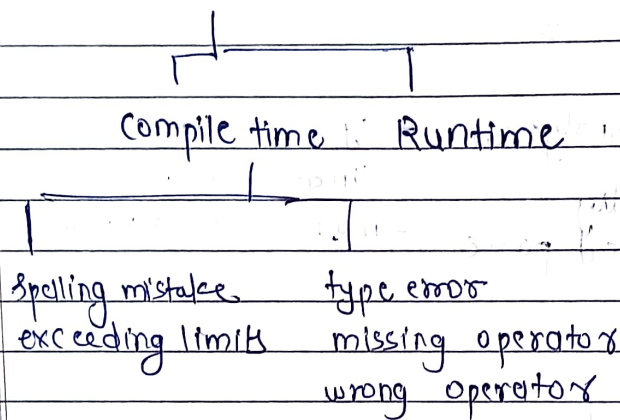 Compile time Runtime
Spelling mistake type error
exceeding limits missing operator
wrong operator